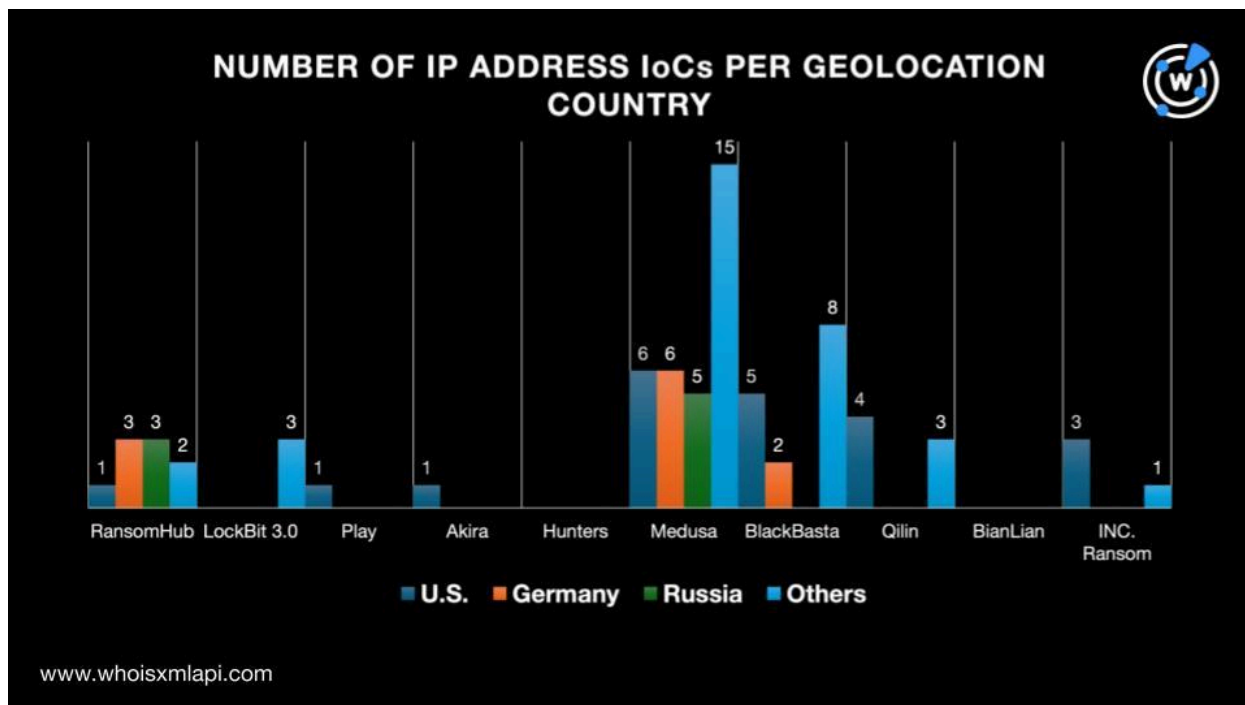 NUMBER OF IP ADDRESS IoCs PER GEOLOCATION
COUNTRY
W
15
8
6 6
5 5
4
3 3 3 3 3
2 2
1 1 1 1
RansomHub LockBit 3.0 Play Akira Hunters Medusa BlackBasta Qilin BianLian INC.
Ransom
U.S. Germany Russia Others
www.whoisxmlapi.com